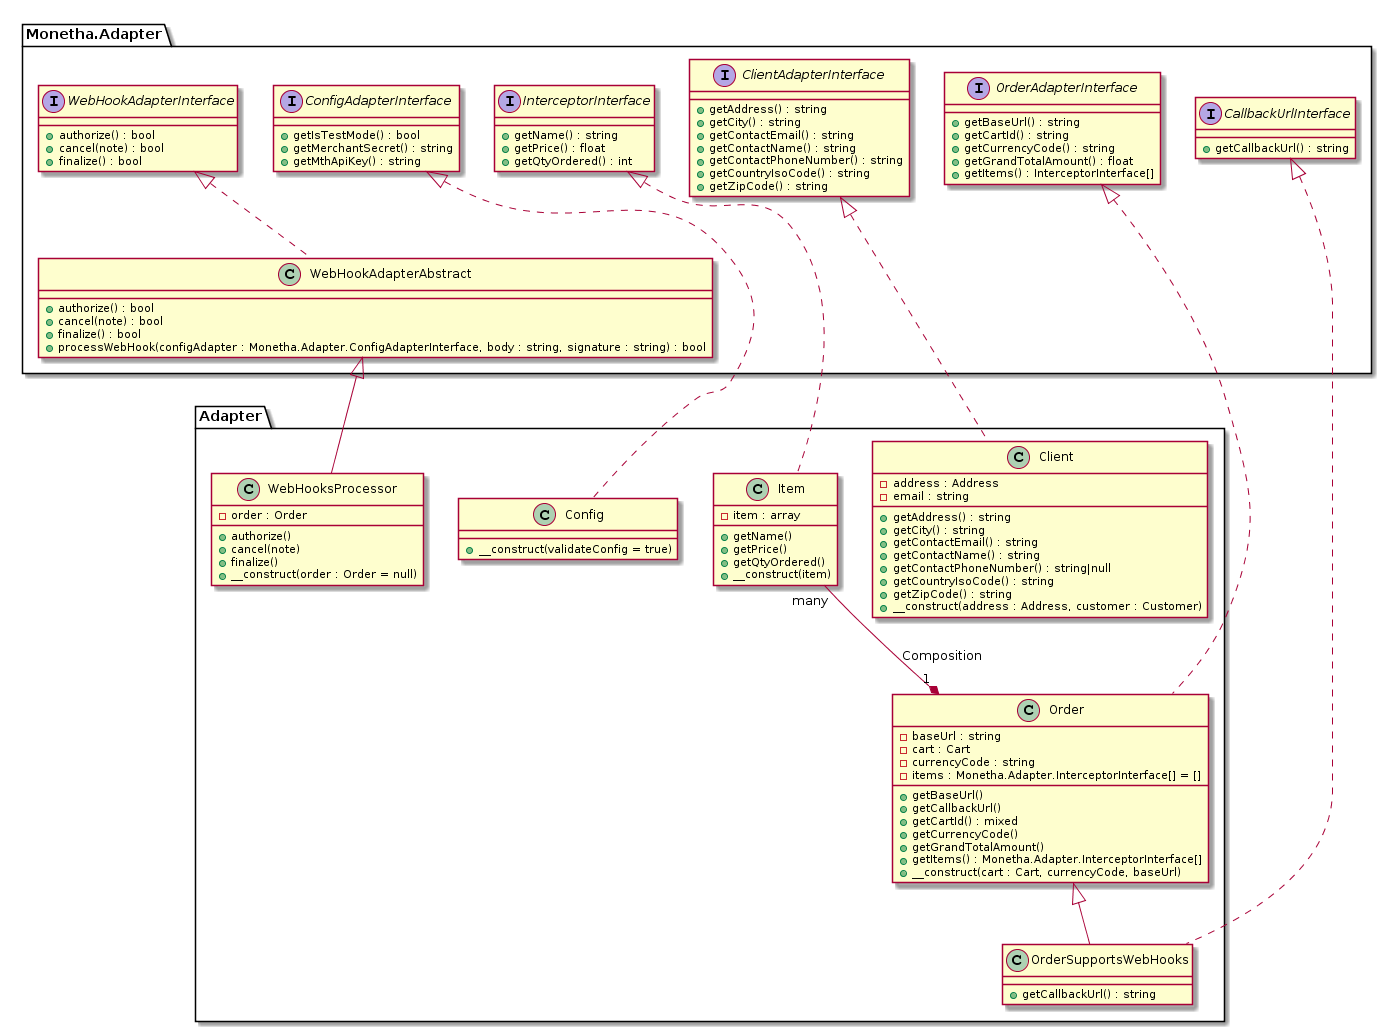 Monetha.Adapter
I WebHookAdapterInterface
authorize() : bool
cancel(note) : bool
finalize() : bool
I ConfigAdapterInterface
getIsTestMode() : bool
getMerchantSecret() : string
getMthApiKey() : string
I InterceptorInterface
getName() : string
getPrice() : float
getQtyOrdered() : int
I ClientAdapterInterface
getAddress() : string
getCity() : string
getContactEmail() : string
getContactName() : string
getContactPhoneNumber() : string
getCountryIsoCode() : string
getZipCode() : string
I OrderAdapterInterface
getBaseUrl() : string
getCartId() : string
getCurrencyCode() : string
getGrandTotalAmount() : float
getItems() : InterceptorInterface[]
I CallbackUrlInterface
getCallbackUrl() : string
C WebHookAdapterAbstract
authorize() : bool
cancel(note) : bool
finalize() : bool
processWebHook(configAdapter : Monetha.Adapter.ConfigAdapterInterface, body : string, signature : string) : bool
Adapter
C WebHooksProcessor
order : Order
authorize()
cancel(note)
finalize()
__construct(order : Order = null)
C Config
__construct(validateConfig = true)
C Item
item : array
getName()
getPrice()
getQtyOrdered()
__construct(item)
C Client
address : Address
email : string
getAddress() : string
getCity() : string
getContactEmail() : string
getContactName() : string
getContactPhoneNumber() : string|null
getCountryIsoCode() : string
getZipCode() : string
__construct(address : Address, customer : Customer)
many
Composition
1
C Order
baseUrl : string
cart : Cart
currencyCode : string
items : Monetha.Adapter.InterceptorInterface[] = []
getBaseUrl()
getCallbackUrl()
getCartId() : mixed
getCurrencyCode()
getGrandTotalAmount()
getItems() : Monetha.Adapter.InterceptorInterface[]
__construct(cart : Cart, currencyCode, baseUrl)
C OrderSupportsWebHooks
getCallbackUrl() : string